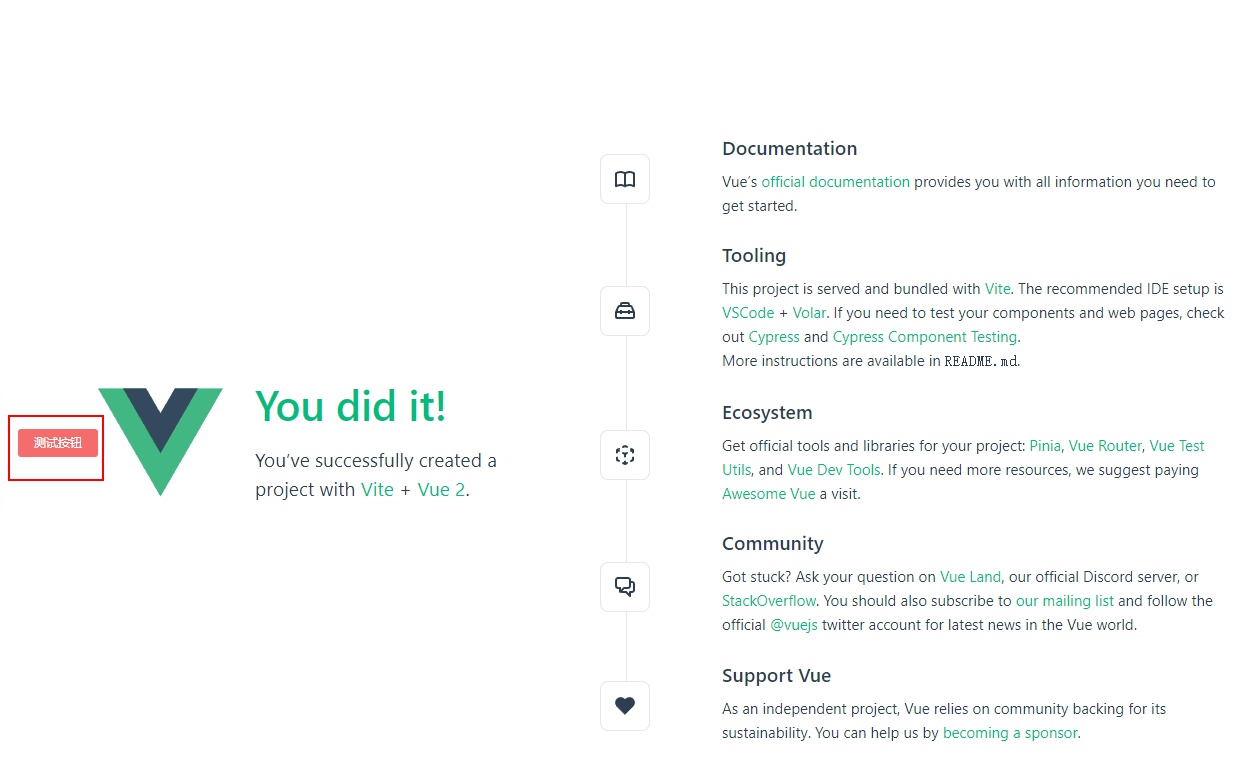 测试按钮
You did it!
You’ve successfully created a
project with Vite + Vue 2.
Documentation
Vue’s official documentation provides you with all information you need to
get started.
Tooling
This project is served and bundled with Vite. The recommended IDE setup is
VSCode + Volar. If you need to test your components and web pages, check
out Cypress and Cypress Component Testing.
More instructions are available in README.md.
Ecosystem
Get official tools and libraries for your project: Pinia, Vue Router, Vue Test
Utils, and Vue Dev Tools. If you need more resources, we suggest paying
Awesome Vue a visit.
Community
Got stuck? Ask your question on Vue Land, our official Discord server, or
StackOverflow. You should also subscribe to our mailing list and follow the
official @vuejs twitter account for latest news in the Vue world.
Support Vue
As an independent project, Vue relies on community backing for its
sustainability. You can help us by becoming a sponsor.